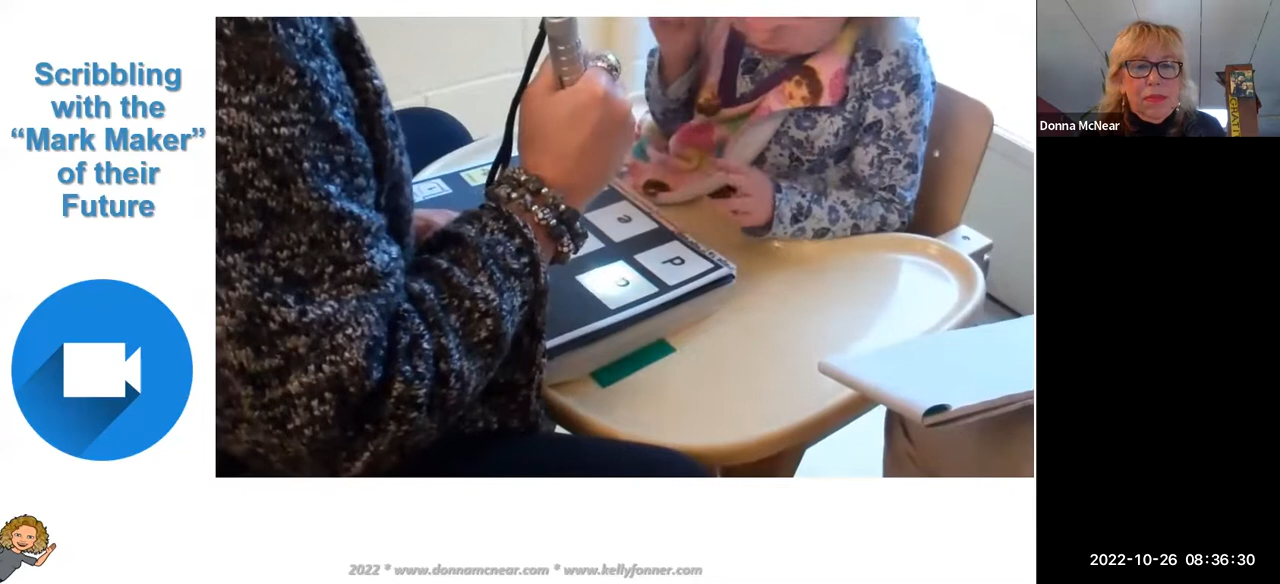 Scribbling
with the
“Mark Maker”
of their
Future
e
d
c
Donna McNear
2022 * www.donnamcnear.com * www.kellyfonner.com
2022-10-26 08:36:30